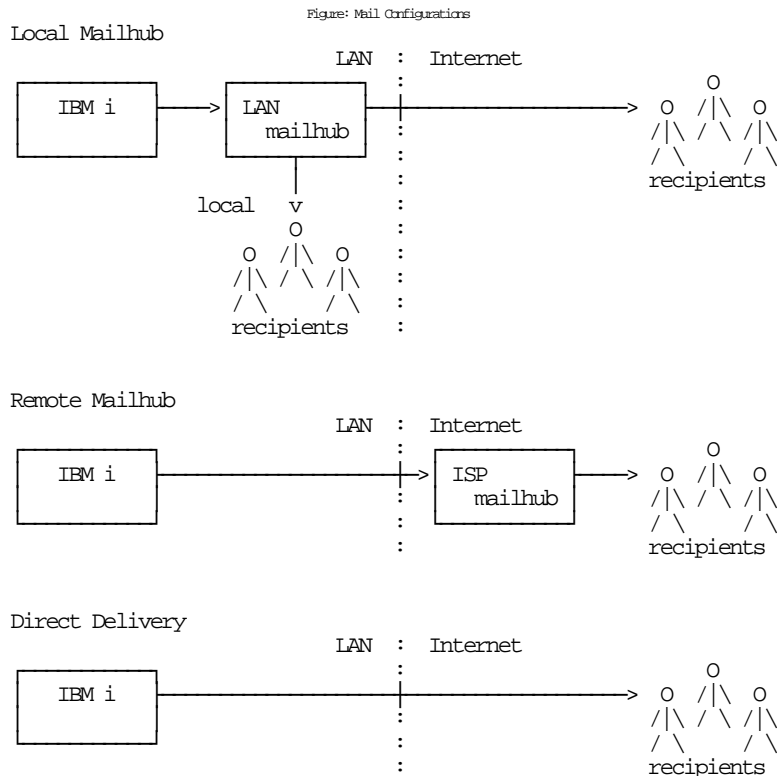 Figure: Mail Configurations
Local Mailhub
LAN : Internet
IBM i
LAN
mailhub
recipients
local v
recipients
Remote Mailhub
LAN : Internet
IBM i
ISP
mailhub
recipients
Direct Delivery
LAN : Internet
IBM i
recipients